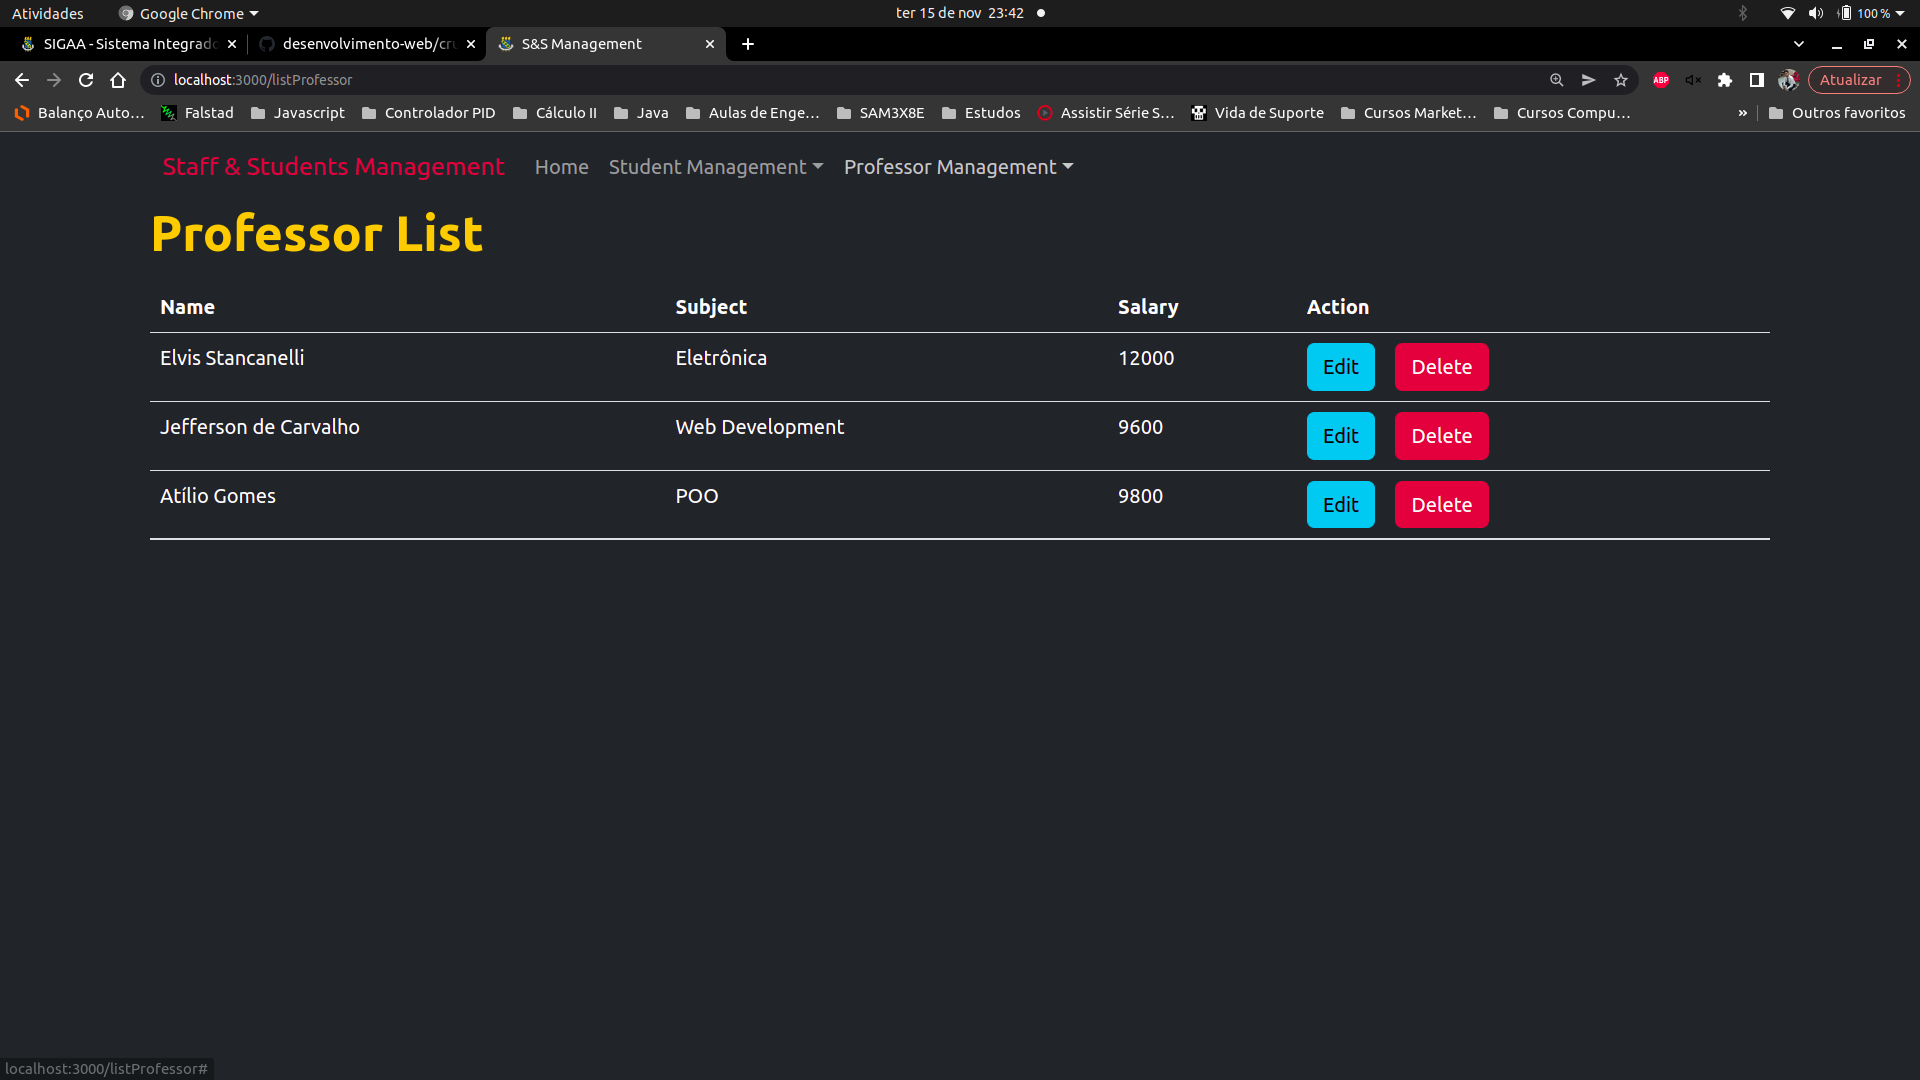 Atividades Google Chrome ter 15 de nov 23:42 100 %
SIGAA - Sistema Integrado desenvolvimento-web/cru S&S Management
localhost:3000/listProfessor ABP Atualizar
Balanço Auto... Falstad Javascript Controlador PID Cálculo II Java Aulas de Enge... SAM3X8E Estudos Assistir Série S... Vida de Suporte Cursos Market... Cursos Compu... » Outros favoritos
Staff & Students Management Home Student Management Professor Management
Professor List
Name Subject Salary Action
Elvis Stancanelli Eletrônica 12000 Edit Delete
Jefferson de Carvalho Web Development 9600 Edit Delete
Atílio Gomes POO 9800 Edit Delete
localhost:3000/listProfessor#